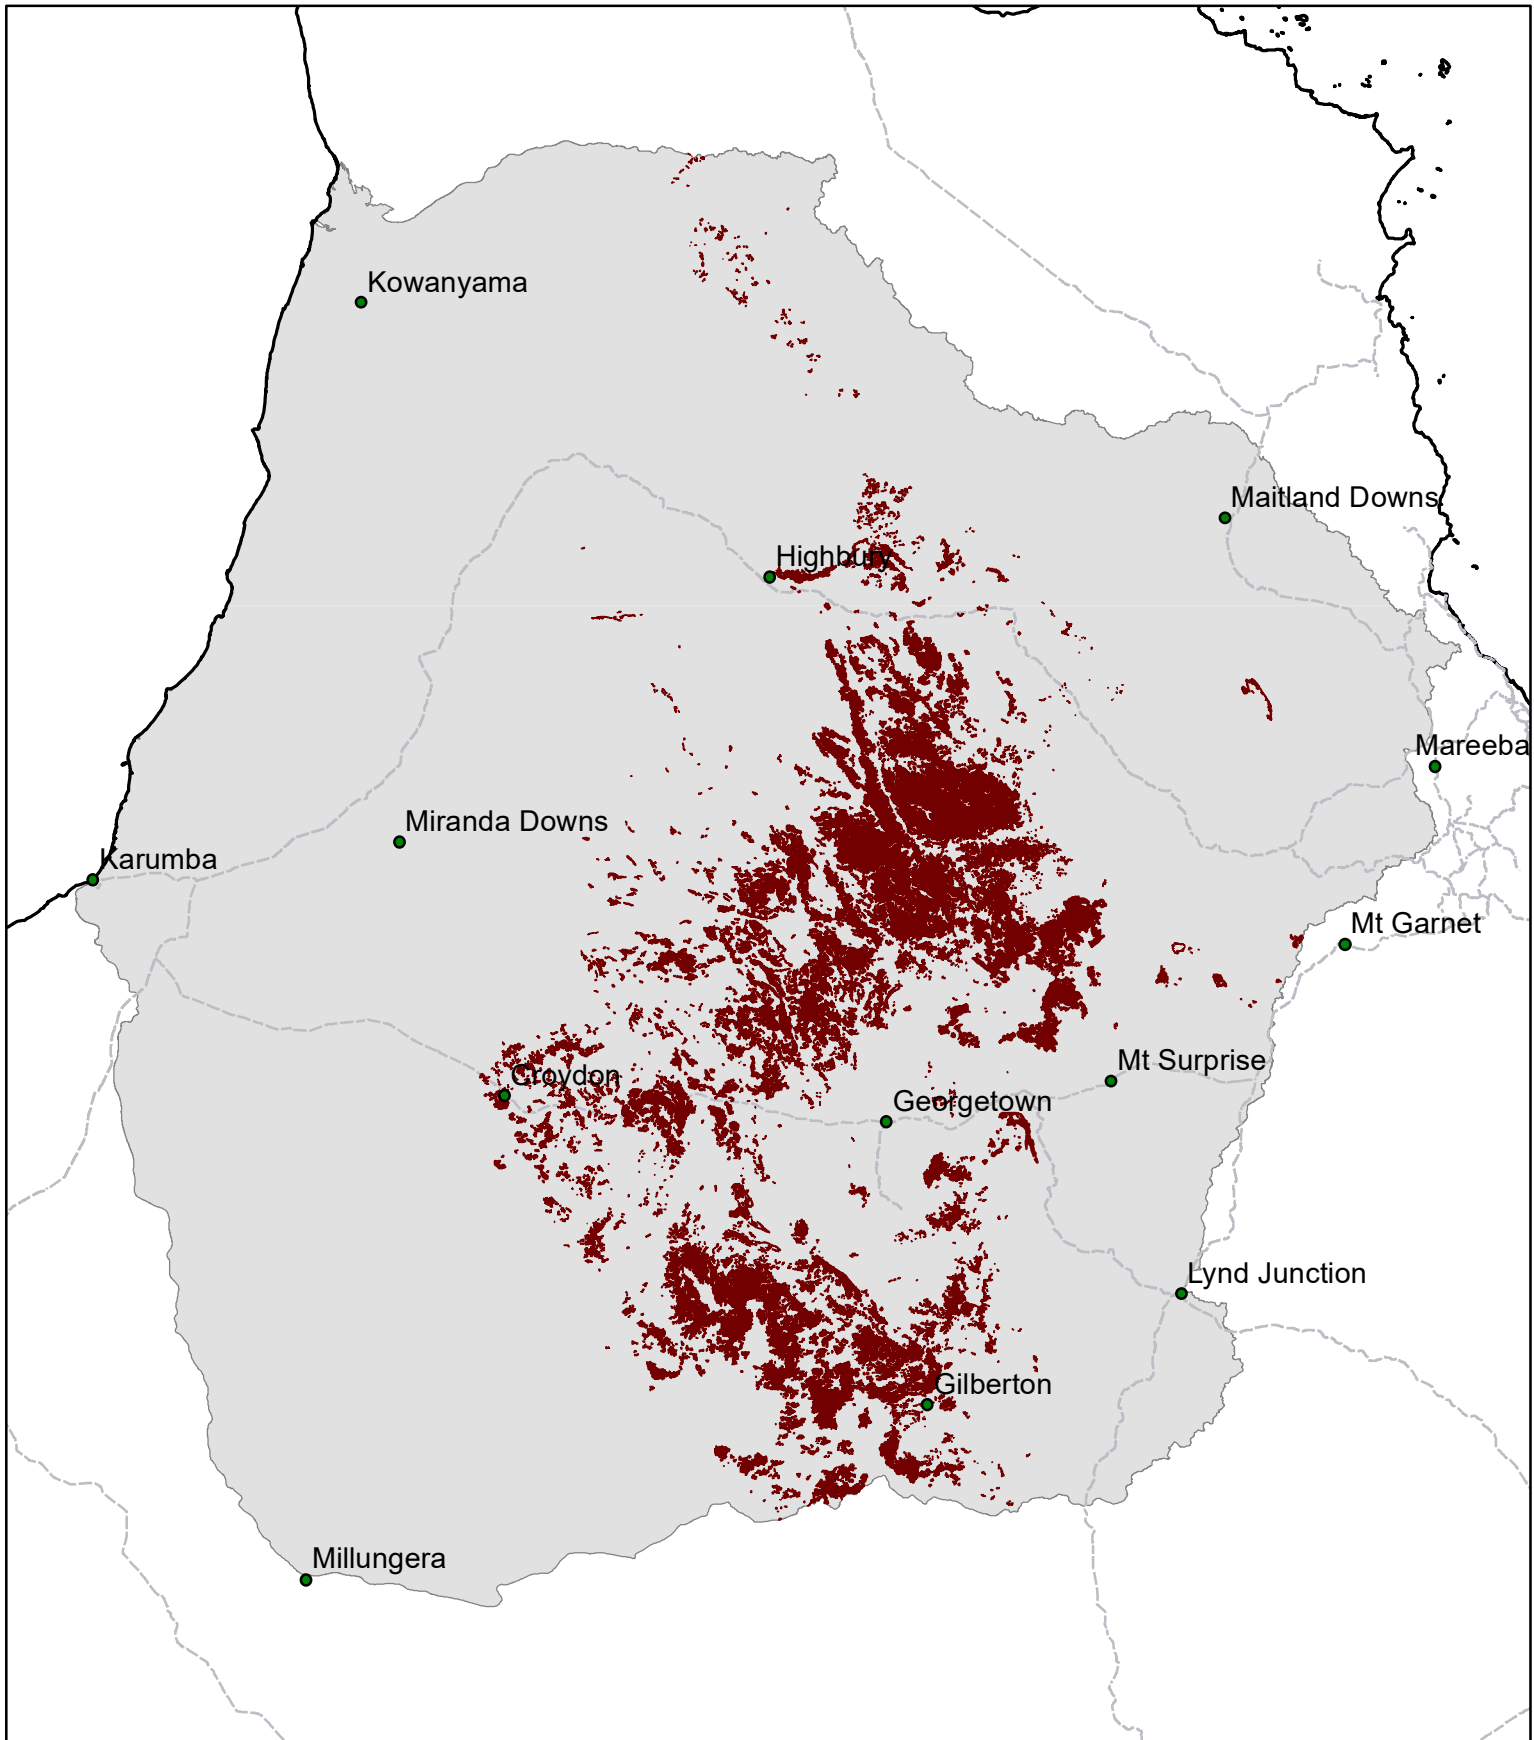 Kowanyama
Maitland Downs
Highbury
Mareeba
Miranda Downs
Karumba
Mt Garnet
Mt Surprise
Croydon
Georgetown
Lynd Junction
Gilberton
Millungera